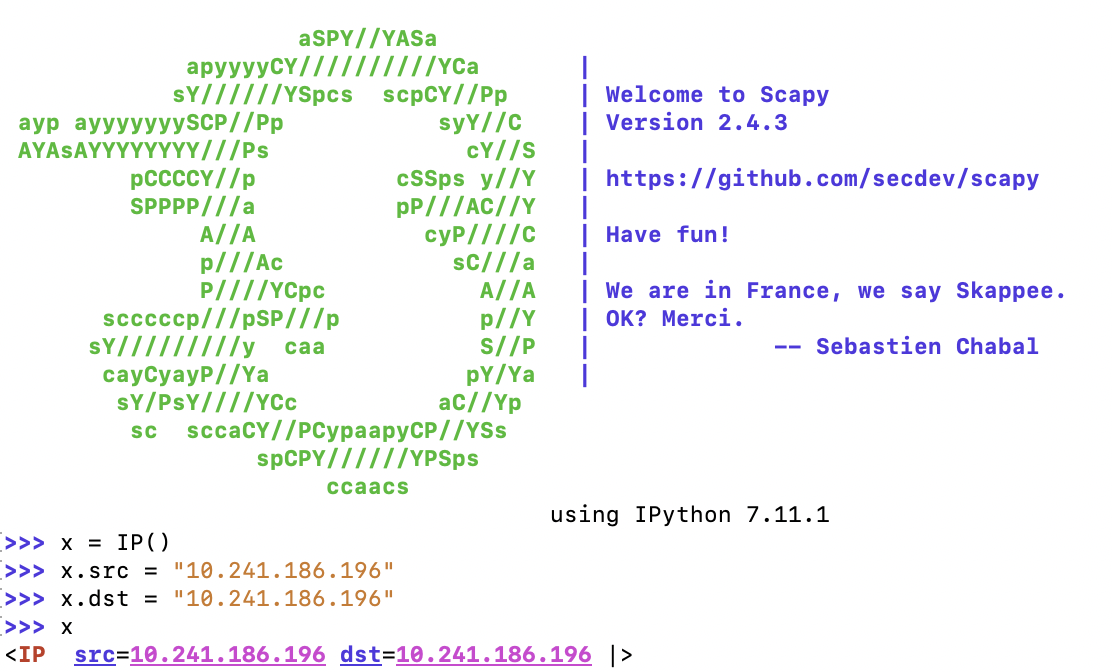 aSPY//YASa
apyyyyCY//////////YCa       |
sY//////YSpcs  scpCY//Pp     | Welcome to Scapy
ayp ayyyyyyySCP//Pp           syY//C    | Version 2.4.3
AYAsAYYYYYYYY///Ps              cY//S   |
pCCCCY//p          cSSps y//Y   | https://github.com/secdev/scapy
SPPPP///a          pP///AC//Y   |
A//A            cyP////C   | Have fun!
p///Ac            sC///a   |
P////YCpc           A//A   | We are in France, we say Skappee.
scccccp///pSP///p          p//Y   | OK? Merci.
sY/////////y  caa           S//P   |             -- Sebastien Chabal
cayCyayP//Ya              pY/Ya   |
sY/PsY////YCc          aC//Yp
sc  sccaCY//PCypaapyCP//YSs
spCPY//////YPSps
ccaacs
using IPython 7.11.1
>>> x = IP()
>>> x.src = "10.241.186.196"
>>> x.dst = "10.241.186.196"
>>> x
<IP  src=10.241.186.196 dst=10.241.186.196 |>